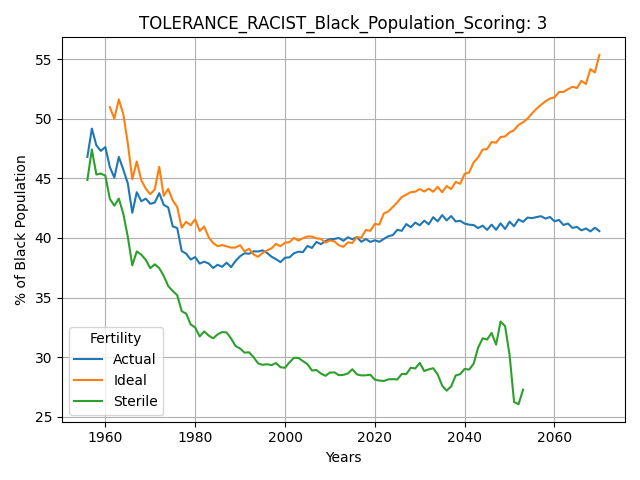 TOLERANCE_RACIST_Black_Population_Scoring: 3
55
50
45
40
35
30
25
% of Black Population
Fertility
Actual
Ideal
Sterile
1960 1980 2000 2020 2040 2060
Years